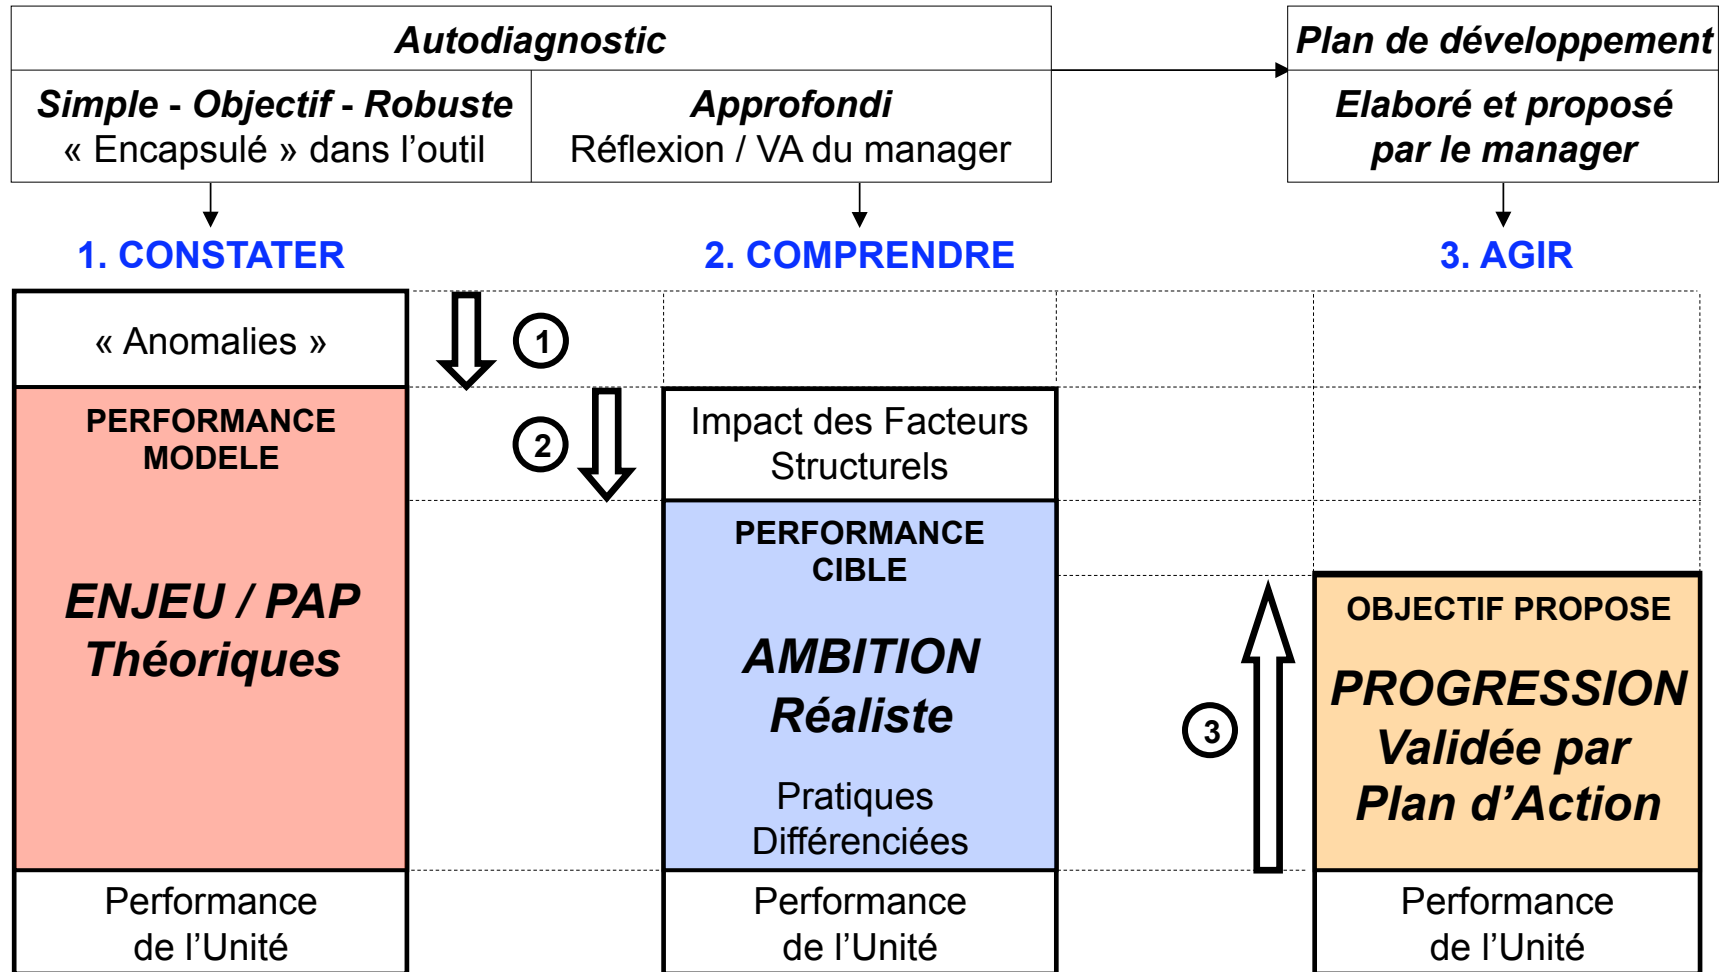 Autodiagnostic
Plan de développement
Simple - Objectif - Robuste
« Encapsulé » dans l’outil
Approfondi
Réflexion / VA du manager
Elaboré et proposé
par le manager
1. CONSTATER
2. COMPRENDRE
3. AGIR
« Anomalies »
1
PERFORMANCE
MODELE
ENJEU / PAP
Théoriques
Performance
de l’Unité
2
Impact des Facteurs
Structurels
PERFORMANCE
CIBLE
AMBITION
Réaliste
Pratiques
Différenciées
Performance
de l’Unité
3
OBJECTIF PROPOSE
PROGRESSION
Validée par
Plan d’Action
Performance
de l’Unité